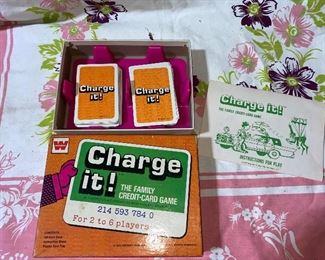 Charge
it!
Charge
it!
Charge it!
THE FAMILY CREDIT-CARD GAME
INSTRUCTIONS FOR PLAY
W
Charge
it!
THE FAMILY
CREDIT-CARD GAME
214 593 784 0
For 2 to 6 players
CONTENTS: